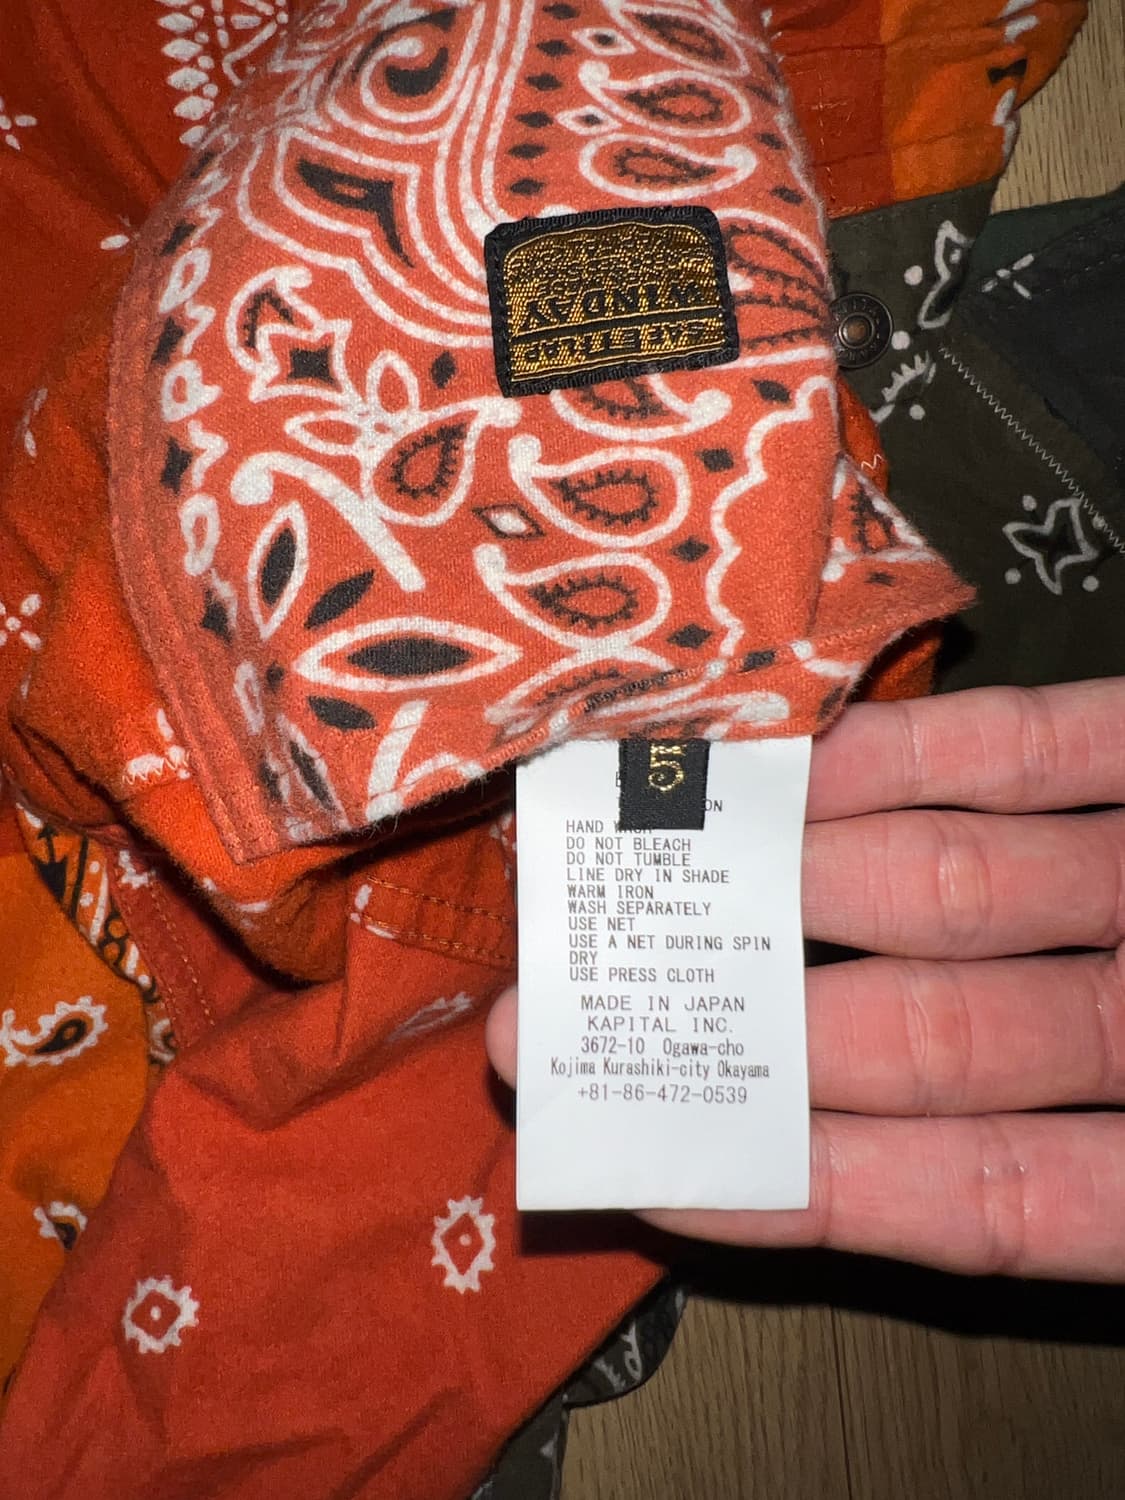 WINDAY
5
ON
HAND WASH
DO NOT BLEACH
DO NOT TUMBLE
LINE DRY IN SHADE
WARM IRON
WASH SEPARATELY
USE NET
USE A NET DURING SPIN
DRY
USE PRESS CLOTH
MADE IN JAPAN
KAPITAL INC.
3672-10 Ogawa-cho
Kojima Kurashiki-city Okayama
+81-86-472-0539